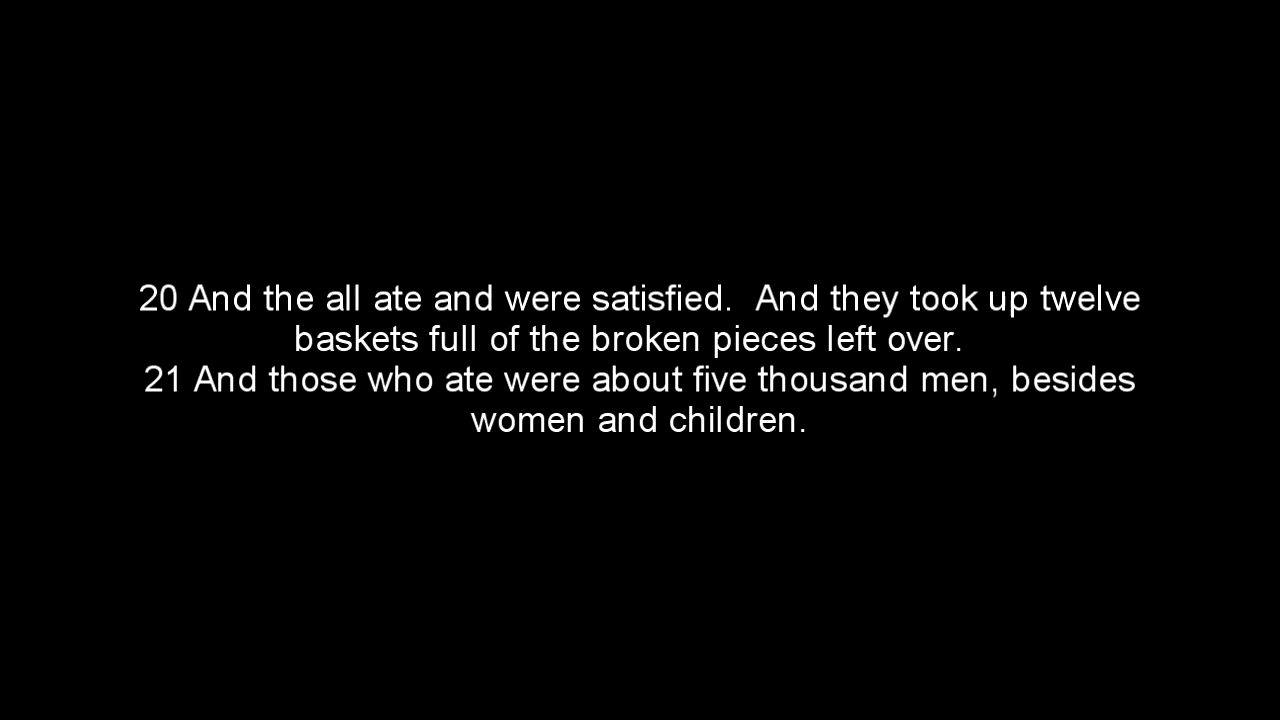 20 And the all ate and were satisfied.  And they took up twelve
baskets full of the broken pieces left over.
21 And those who ate were about five thousand men, besides
women and children.